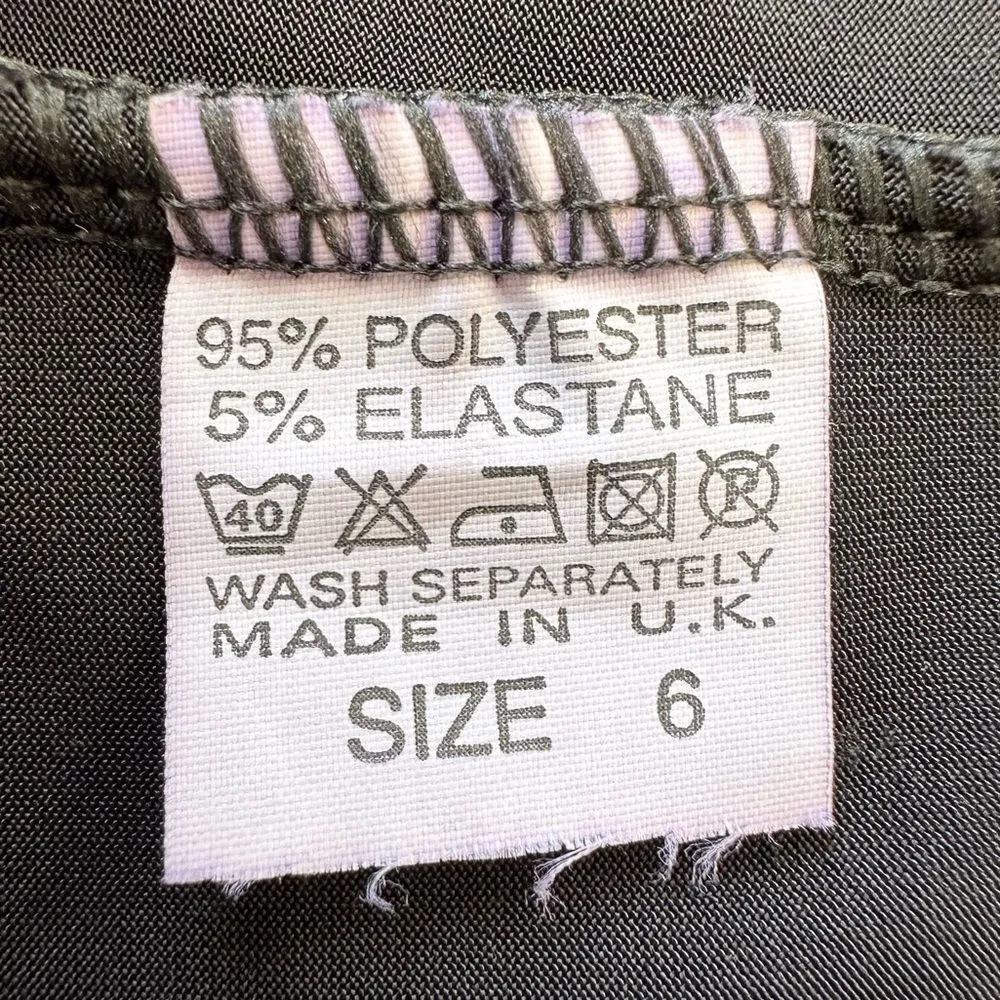 95% POLYESTER
5% ELASTANE
40 R
WASH SEPARATELY
MADE IN U.K.
SIZE 6